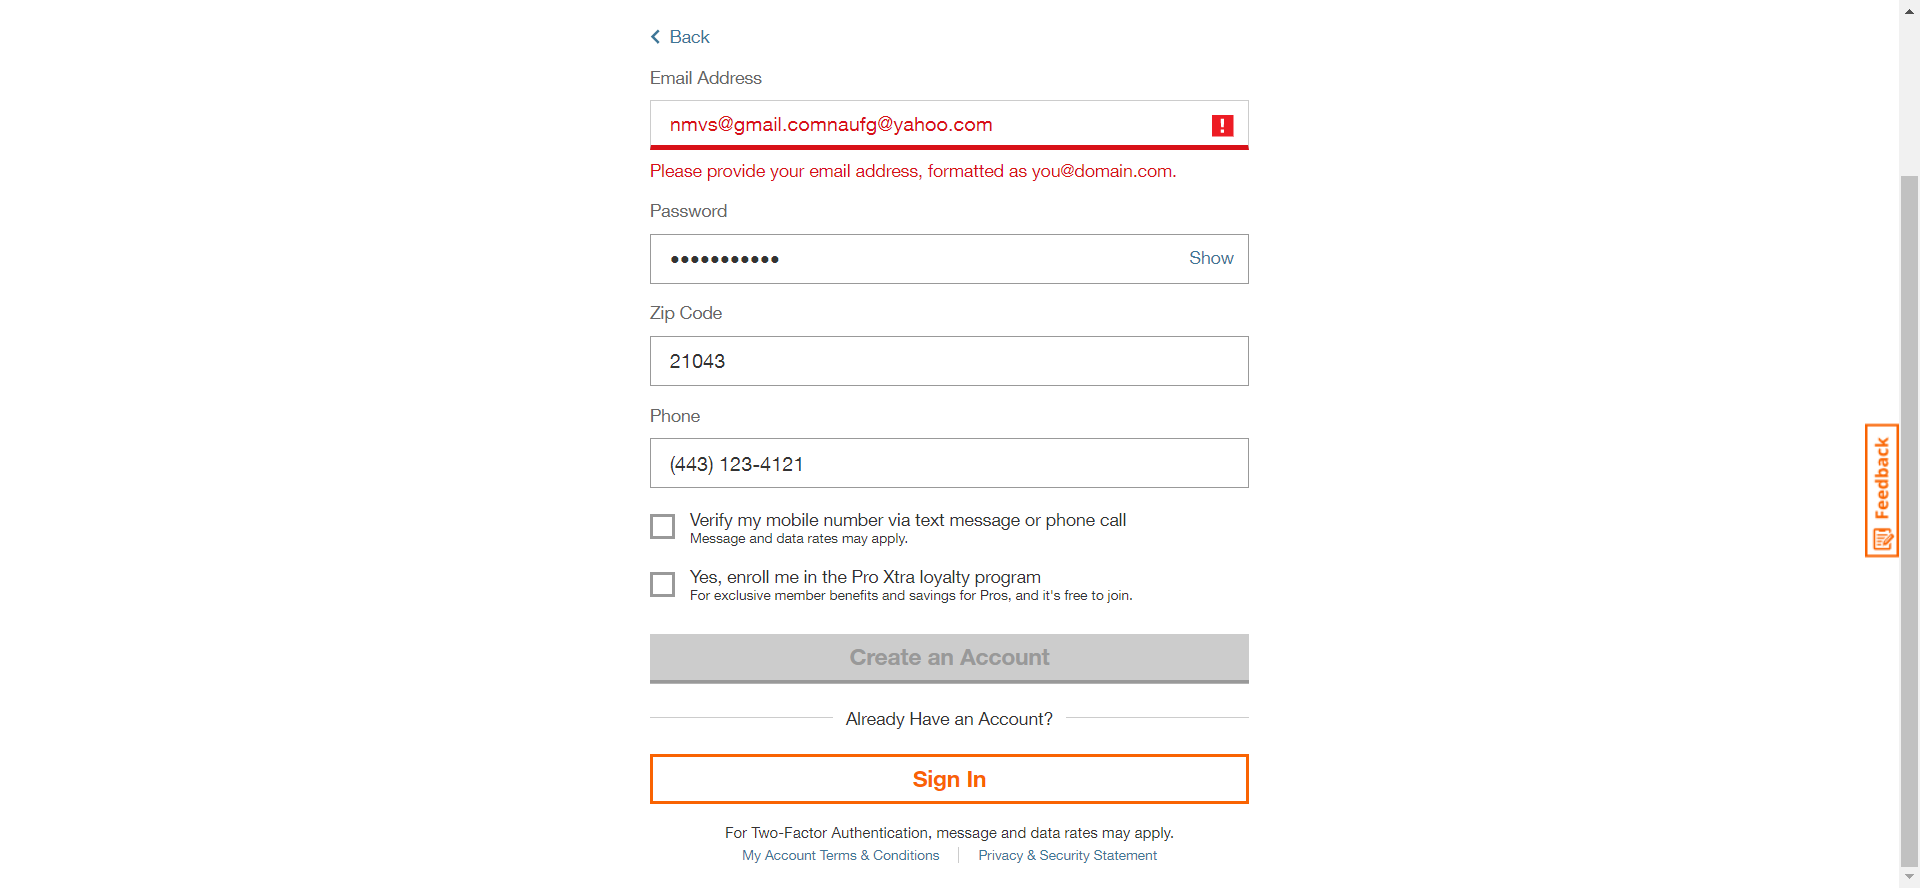 Back
Email Address
nmvs@gmail.comnaufg@yahoo.com
Please provide your email address, formatted as you@domain.com.
Password
Show
Zip Code
21043
Phone
(443) 123-4121
Verify my mobile number via text message or phone call
Message and data rates may apply.
Yes, enroll me in the Pro Xtra loyalty program
For exclusive member benefits and savings for Pros, and it's free to join.
Create an Account
Already Have an Account?
Sign In
For Two-Factor Authentication, message and data rates may apply.
My Account Terms & Conditions
Privacy & Security Statement
Feedback